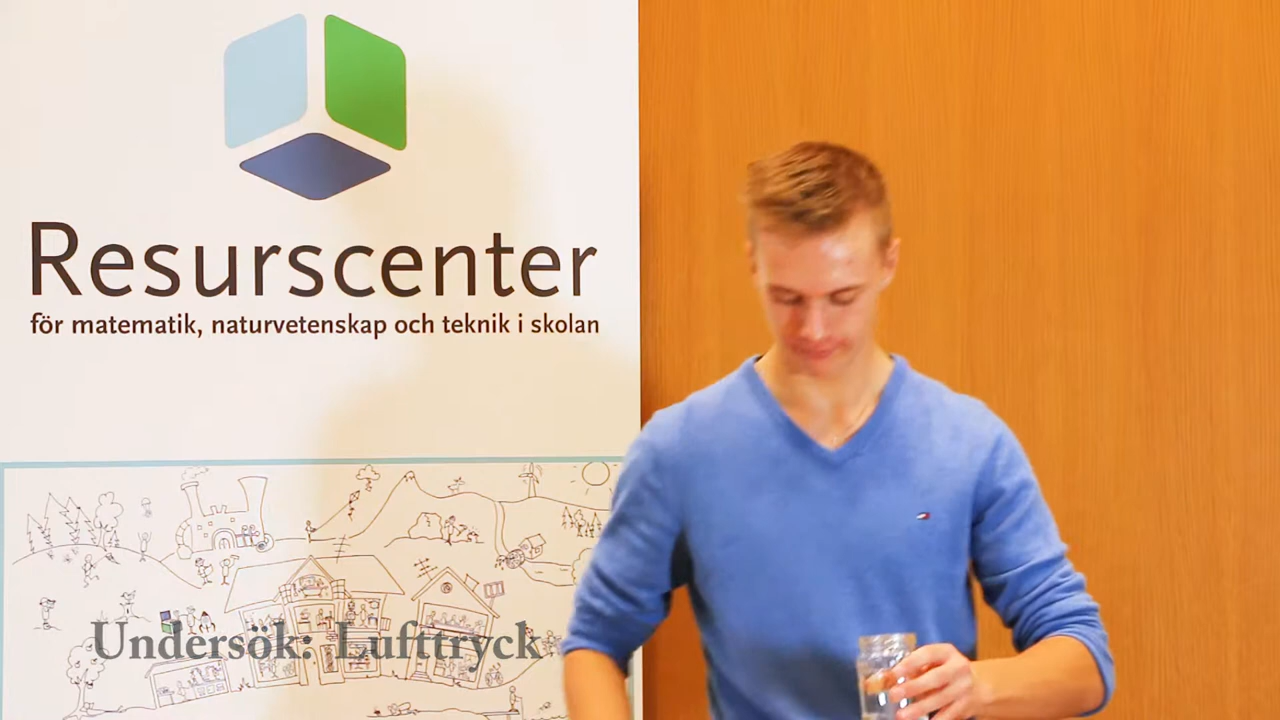 Resurscenter
för matematik, naturvetenskap och teknik i skolan
Undersök: Lufttryck